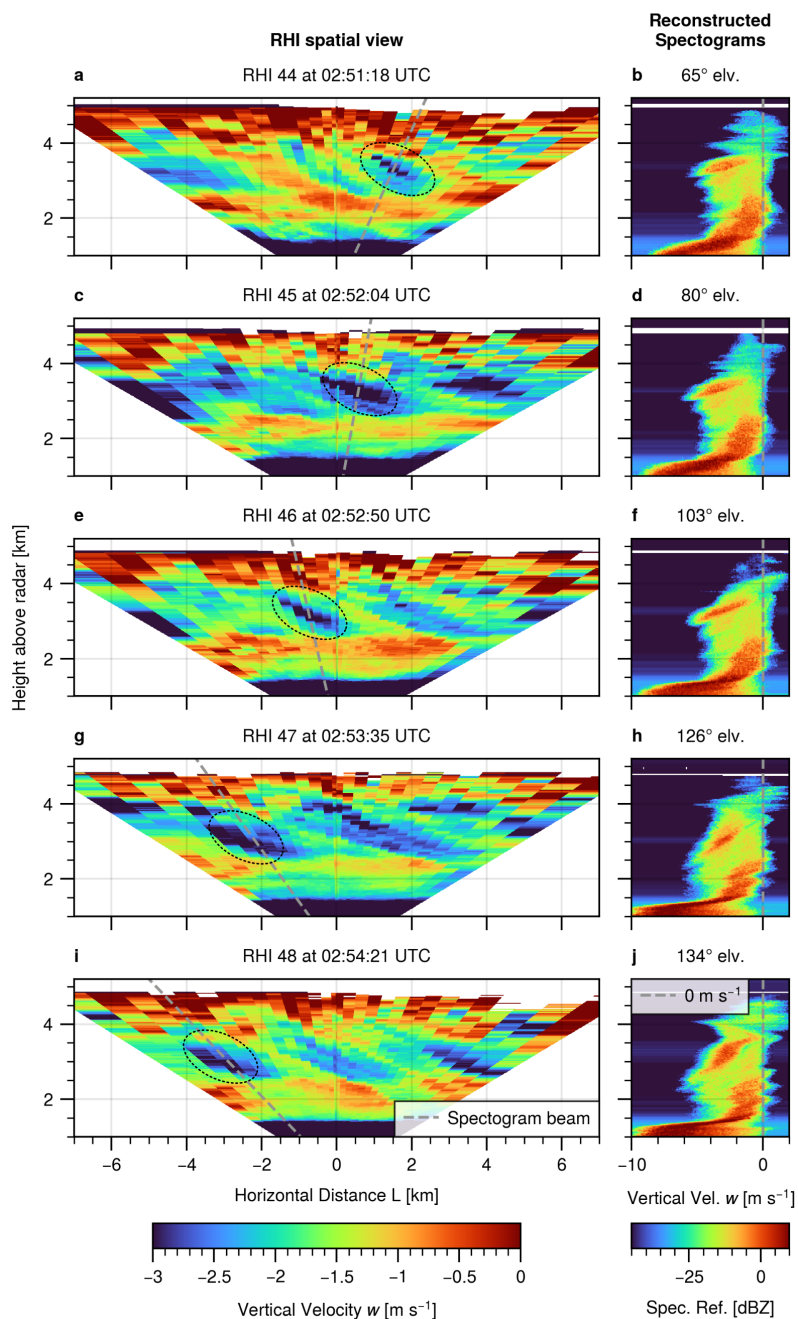 RHI spatial view
Reconstructed
Spectograms
a RHI 44 at 02:51:18 UTC
b 65° elv.
4
2
c RHI 45 at 02:52:04 UTC
d 80° elv.
4
2
e RHI 46 at 02:52:50 UTC
f 103° elv.
4
2
Height above radar [km]
g RHI 47 at 02:53:35 UTC
h 126° elv.
4
2
i RHI 48 at 02:54:21 UTC
j 134° elv.
0 m s⁻¹
4
2
Spectogram beam
−6 −4 −2 0 2 4 6
−10 0
Horizontal Distance L [km]
Vertical Vel. w [m s⁻¹]
−3 −2.5 −2 −1.5 −1 −0.5 0
−25 0
Vertical Velocity w [m s⁻¹]
Spec. Ref. [dBZ]